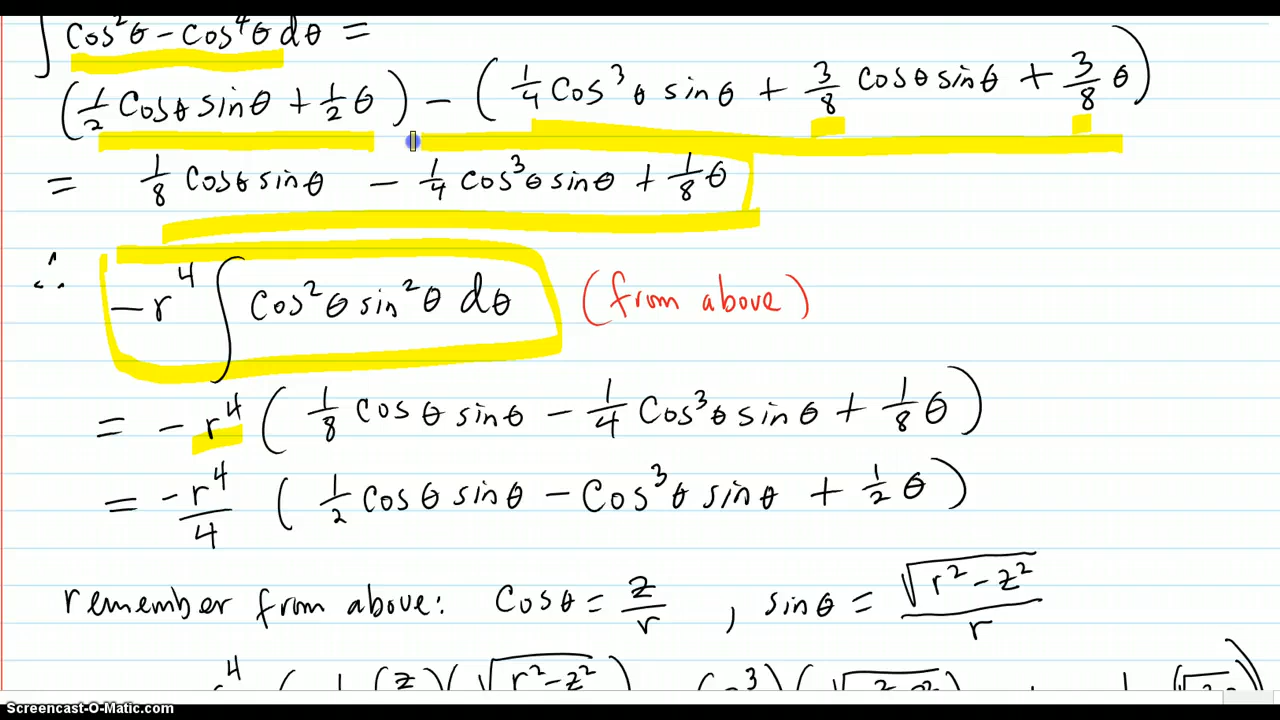 ∫ cos²θ − cos⁴θ dθ =
(½ cosθ sinθ + ½ θ) − (¼ cos³θ sinθ + ⅜ cosθ sinθ + ⅜ θ)
= ⅛ cosθ sinθ − ¼ cos³θ sinθ + ⅛ θ
∴ −r⁴ ∫ cos²θ sin²θ dθ (from above)
= −r⁴ (⅛ cosθ sinθ − ¼ cos³θ sinθ + ⅛ θ)
= −r⁴/4 (½ cosθ sinθ − cos³θ sinθ + ½ θ)
remember from above: cosθ = z/r , sinθ = √(r² − z²)/r
Screencast-O-Matic.com